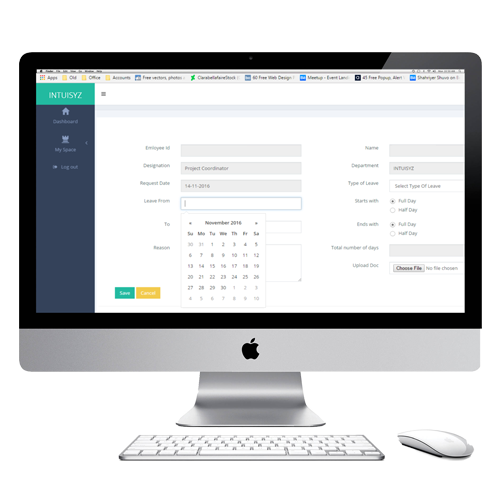 Apps Old Office Accounts Free vectors, photos ClarabelleflaineStock 60 Free Web Design Meetup - Event Land 45 Free Popup, Alert Shahriyer Shuvo on B
INTUISYZ
Dashboard
My Space
Log out
Emloyee Id Name
Designation Project Coordinator Department INTUISYZ
Request Date 14-11-2016 Type of Leave Select Type Of Leave
Leave From Starts with Full Day
Half Day
To Ends with Full Day
Half Day
Reason Total number of days
Upload Doc Choose File No file chosen
« November 2016 »
Su Mo Tu We Th Fr Sa
30 31 1 2 3 4 5
6 7 8 9 10 11 12
13 14 15 16 17 18 19
20 21 22 23 24 25 26
27 28 29 30 1 2 3
4 5 6 7 8 9 10
Save Cancel